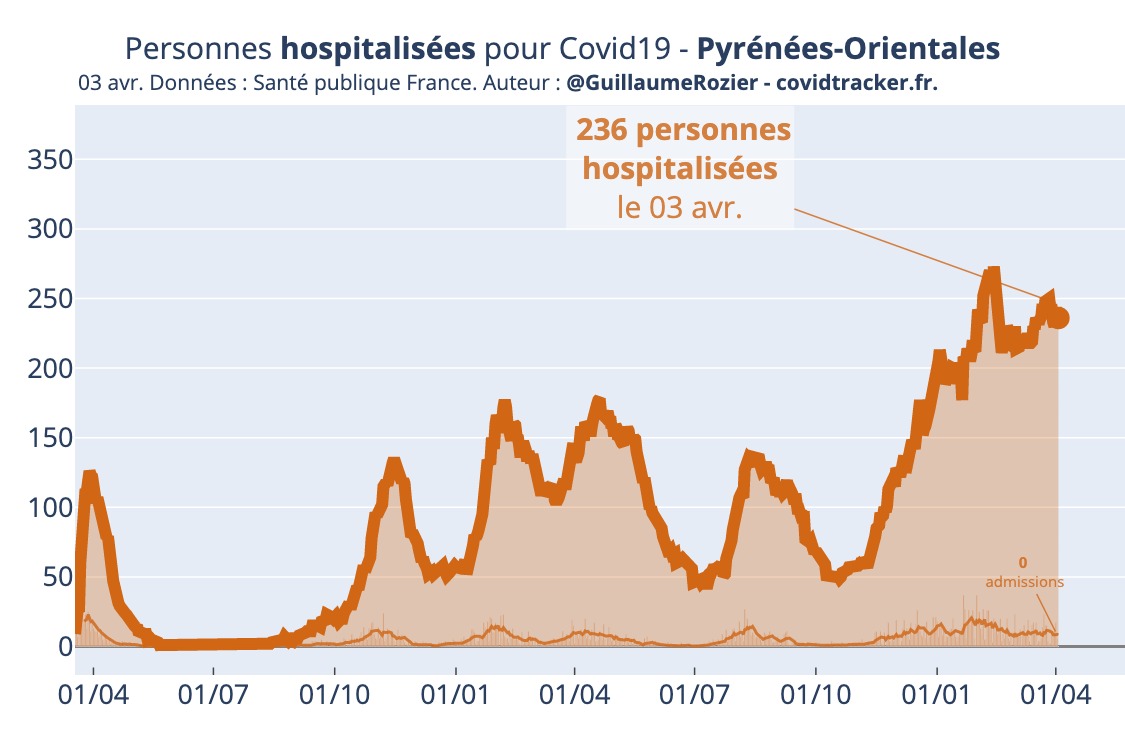 Personnes hospitalisées pour Covid19 - Pyrénées-Orientales
03 avr. Données : Santé publique France. Auteur : @GuillaumeRozier - covidtracker.fr.
236 personnes
hospitalisées
le 03 avr.
350
300
250
200
150
100
50
0
0
admissions
01/04 01/07 01/10 01/01 01/04 01/07 01/10 01/01 01/04